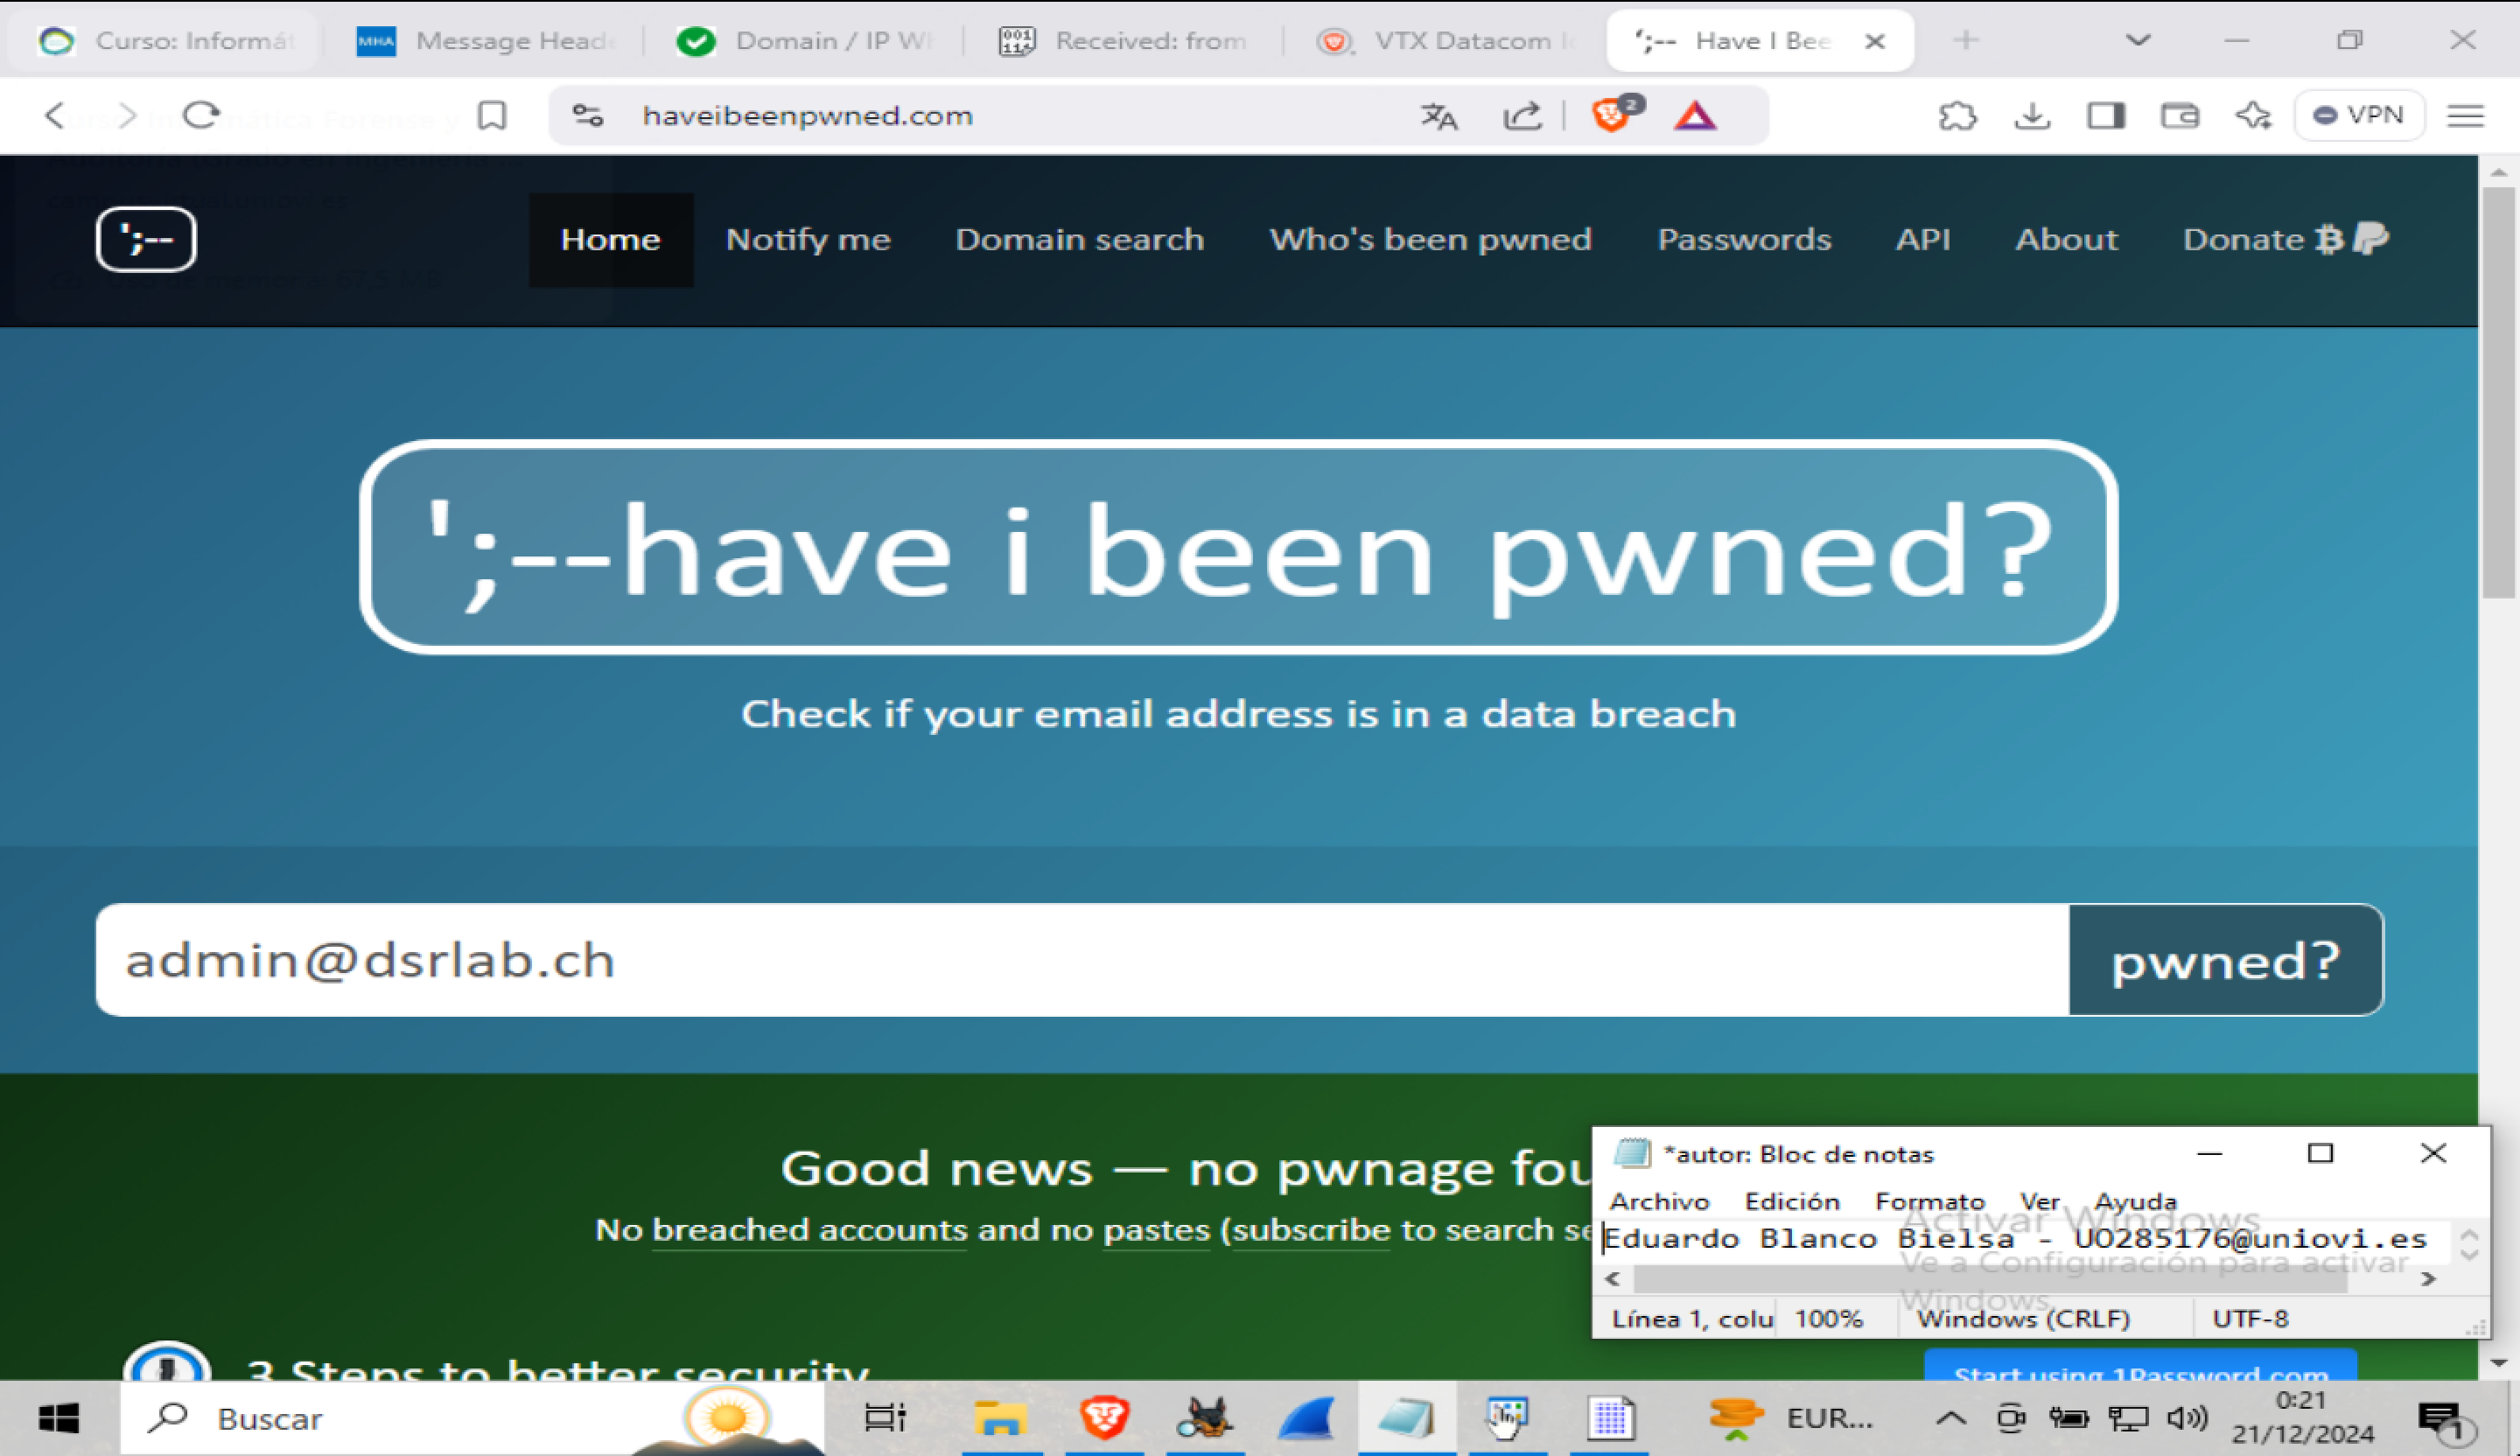 Curso: Informát
Message Heade
Domain / IP Wh
Received: from
VTX Datacom
';-- Have I Bee
haveibeenpwned.com
2
VPN
';--
Home
Notify me
Domain search
Who's been pwned
Passwords
API
About
Donate
';--have i been pwned?
Check if your email address is in a data breach
admin@dsrlab.ch
pwned?
Good news — no pwnage fou
No breached accounts and no pastes (subscribe to search se
*autor: Bloc de notas
Archivo Edición Formato Ver Ayuda
Eduardo Blanco Bielsa - UO285176@uniovi.es
Activar Windows
Ve a Configuración para activar
Windows.
Línea 1, colu 100% Windows (CRLF) UTF-8
3 Steps to better security
Start using 1Password.com
Buscar
EUR...
0:21
21/12/2024
1